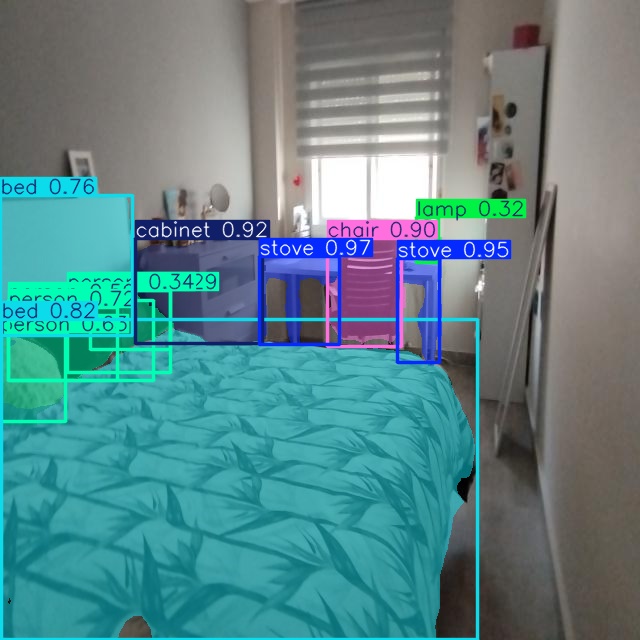 bed 0.76
lamp 0.32
cabinet 0.92
chair 0.90
stove 0.97
stove 0.95
0.3429
person 0.72
bed 0.82
person 0.65